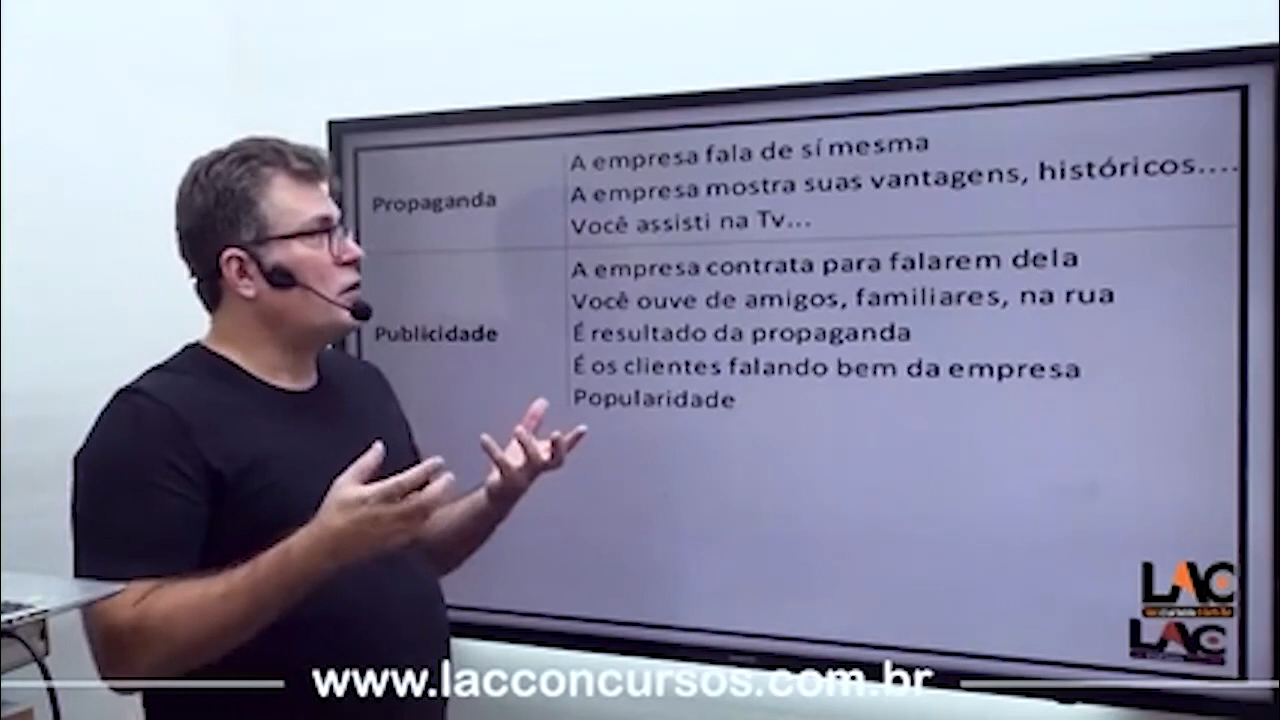 A empresa fala de sí mesma
Propaganda
A empresa mostra suas vantagens, históricos....
Você assisti na Tv...
A empresa contrata para falarem dela
Você ouve de amigos, familiares, na rua
Publicidade
É resultado da propaganda
É os clientes falando bem da empresa
Popularidade
LAC
LAC
www.lacconcursos.com.br